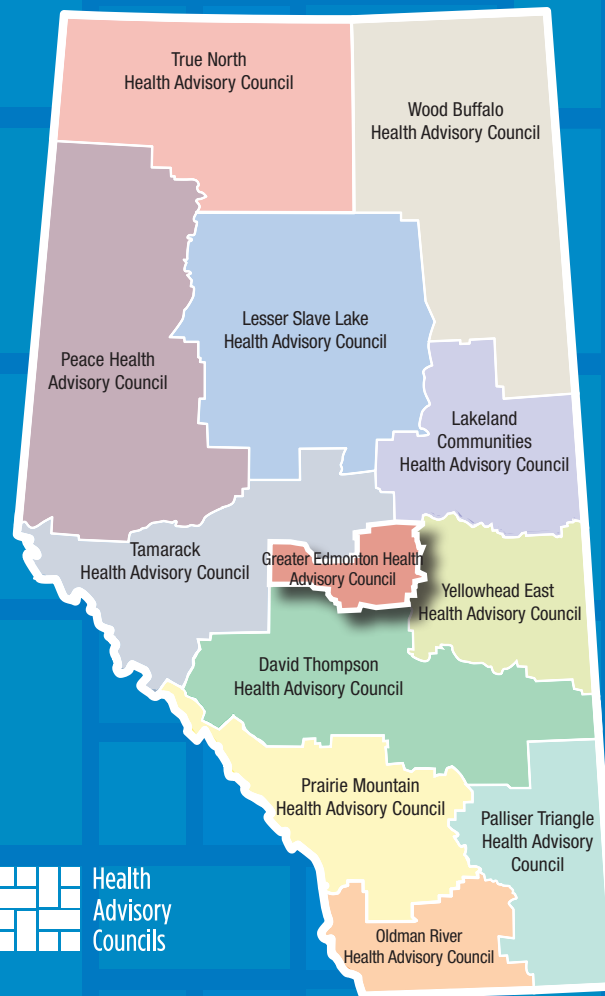 True North
Health Advisory Council
Wood Buffalo
Health Advisory Council
Lesser Slave Lake
Health Advisory Council
Peace Health
Advisory Council
Lakeland
Communities
Health Advisory Council
Tamarack
Health Advisory Council
Greater Edmonton Health
Advisory Council
Yellowhead East
Health Advisory Council
David Thompson
Health Advisory Council
Prairie Mountain
Health Advisory Council
Palliser Triangle
Health Advisory
Council
Oldman River
Health Advisory Council
Health
Advisory
Councils